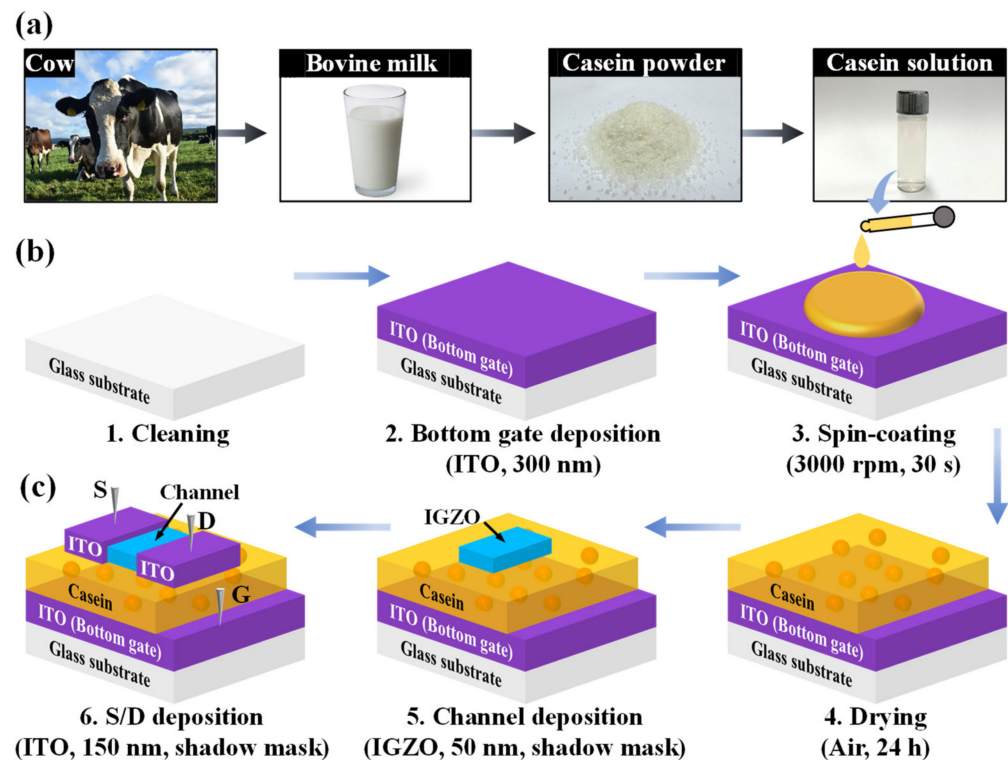 (a)
Cow
Bovine milk
Casein powder
Casein solution
(b)
Glass substrate
1. Cleaning
ITO (Bottom gate)
Glass substrate
2. Bottom gate deposition
(ITO, 300 nm)
ITO (Bottom gate)
Glass substrate
3. Spin-coating
(3000 rpm, 30 s)
(c)
S
Channel
D
ITO
ITO
Casein
G
ITO (Bottom gate)
Glass substrate
6. S/D deposition
(ITO, 150 nm, shadow mask)
IGZO
Casein
ITO (Bottom gate)
Glass substrate
5. Channel deposition
(IGZO, 50 nm, shadow mask)
Casein
ITO (Bottom gate)
Glass substrate
4. Drying
(Air, 24 h)